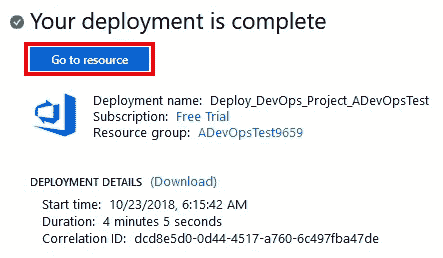 Your deployment is complete
Go to resource
Deployment name: Deploy_DevOps_Project_ADevOpsTest
Subscription: Free Trial
Resource group: ADevOpsTest9659
DEPLOYMENT DETAILS (Download)
Start time: 10/23/2018, 6:15:42 AM
Duration: 4 minutes 5 seconds
Correlation ID: dcd8e5d0-0d44-4517-a760-6c497fba47de